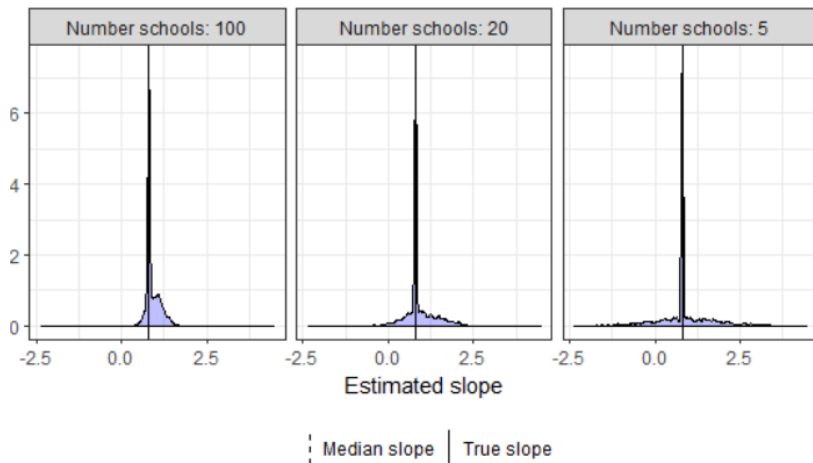 Number schools: 100
Number schools: 20
Number schools: 5
6
4
2
0
-2.5 0.0 2.5 -2.5 0.0 2.5 -2.5 0.0 2.5
Estimated slope
Median slope True slope